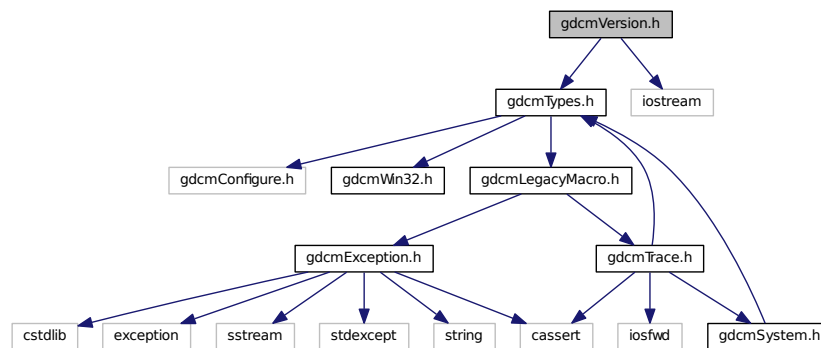 gdcmVersion.h
gdcmTypes.h
iostream
gdcmConfigure.h
gdcmWin32.h
gdcmLegacyMacro.h
gdcmException.h
gdcmTrace.h
cstdlib
exception
sstream
stdexcept
string
cassert
iosfwd
gdcmSystem.h